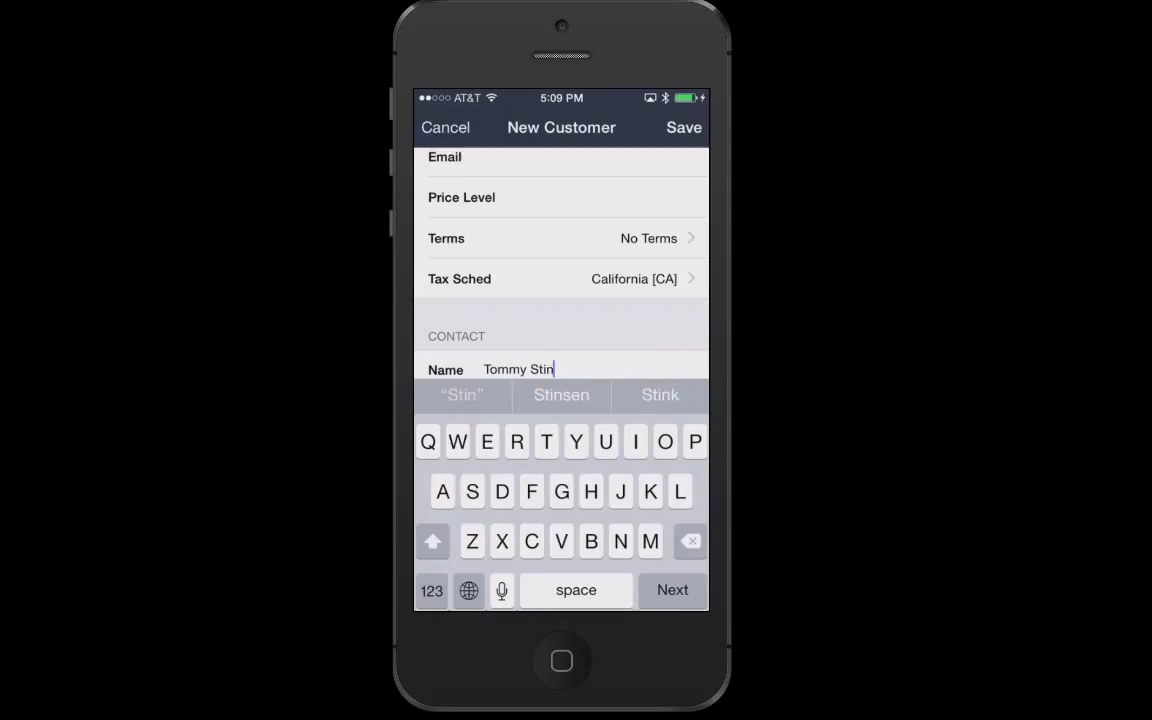 AT&T 5:09 PM
Cancel New Customer Save
Email
Price Level
Terms No Terms
Tax Sched California [CA]
CONTACT
Name Tommy Stin
“Stin” Stinsen Stink
Q W E R T Y U I O P
A S D F G H J K L
Z X C V B N M
123 space Next